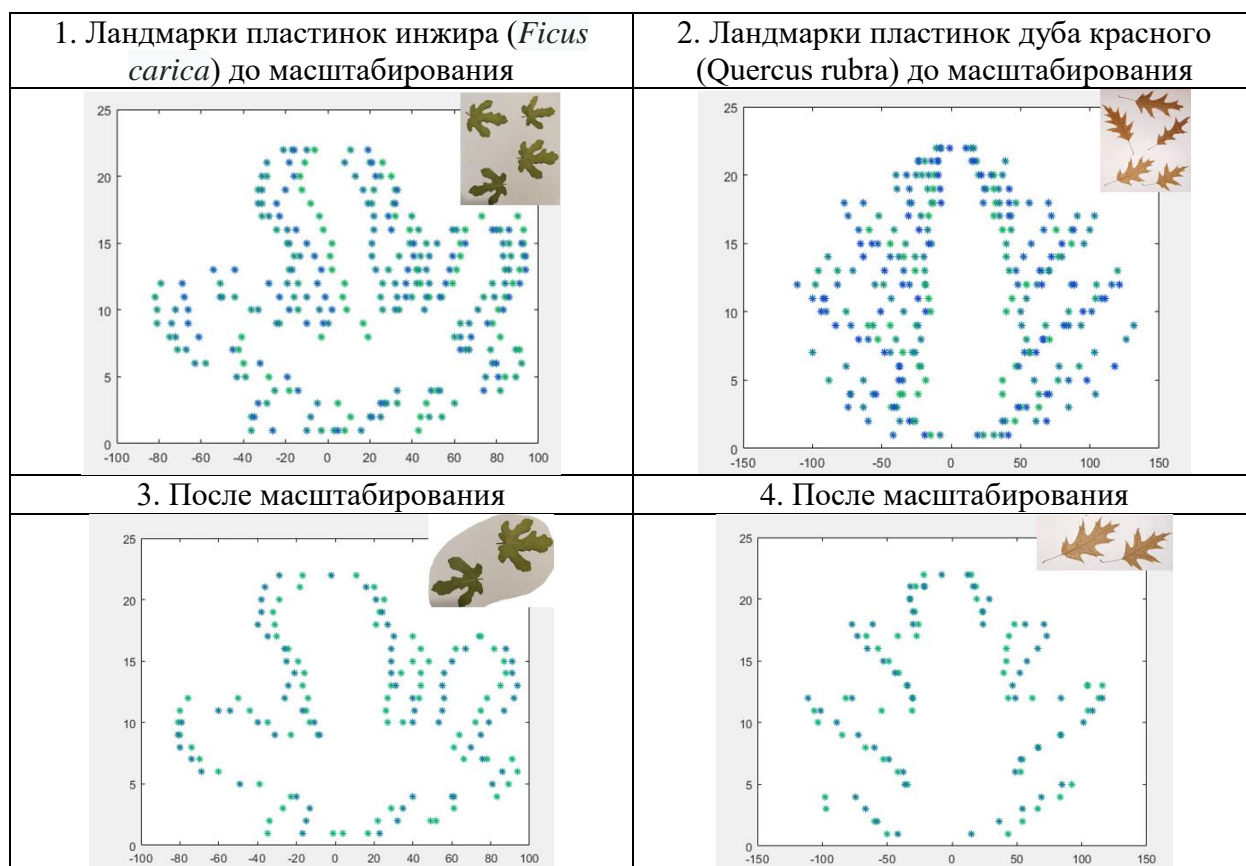 1. Ландмарки пластинок инжира (Ficus
carica) до масштабирования
2. Ландмарки пластинок дуба красного
(Quercus rubra) до масштабирования
25
20
15
10
5
0
-100 -80 -60 -40 -20 0 20 40 60 80 100
25
20
15
10
5
0
-150 -100 -50 0 50 100 150
3. После масштабирования
4. После масштабирования
25
20
15
10
5
0
-100 -80 -60 -40 -20 0 20 40 60 80 100
25
20
15
10
5
0
-150 -100 -50 0 50 100 150